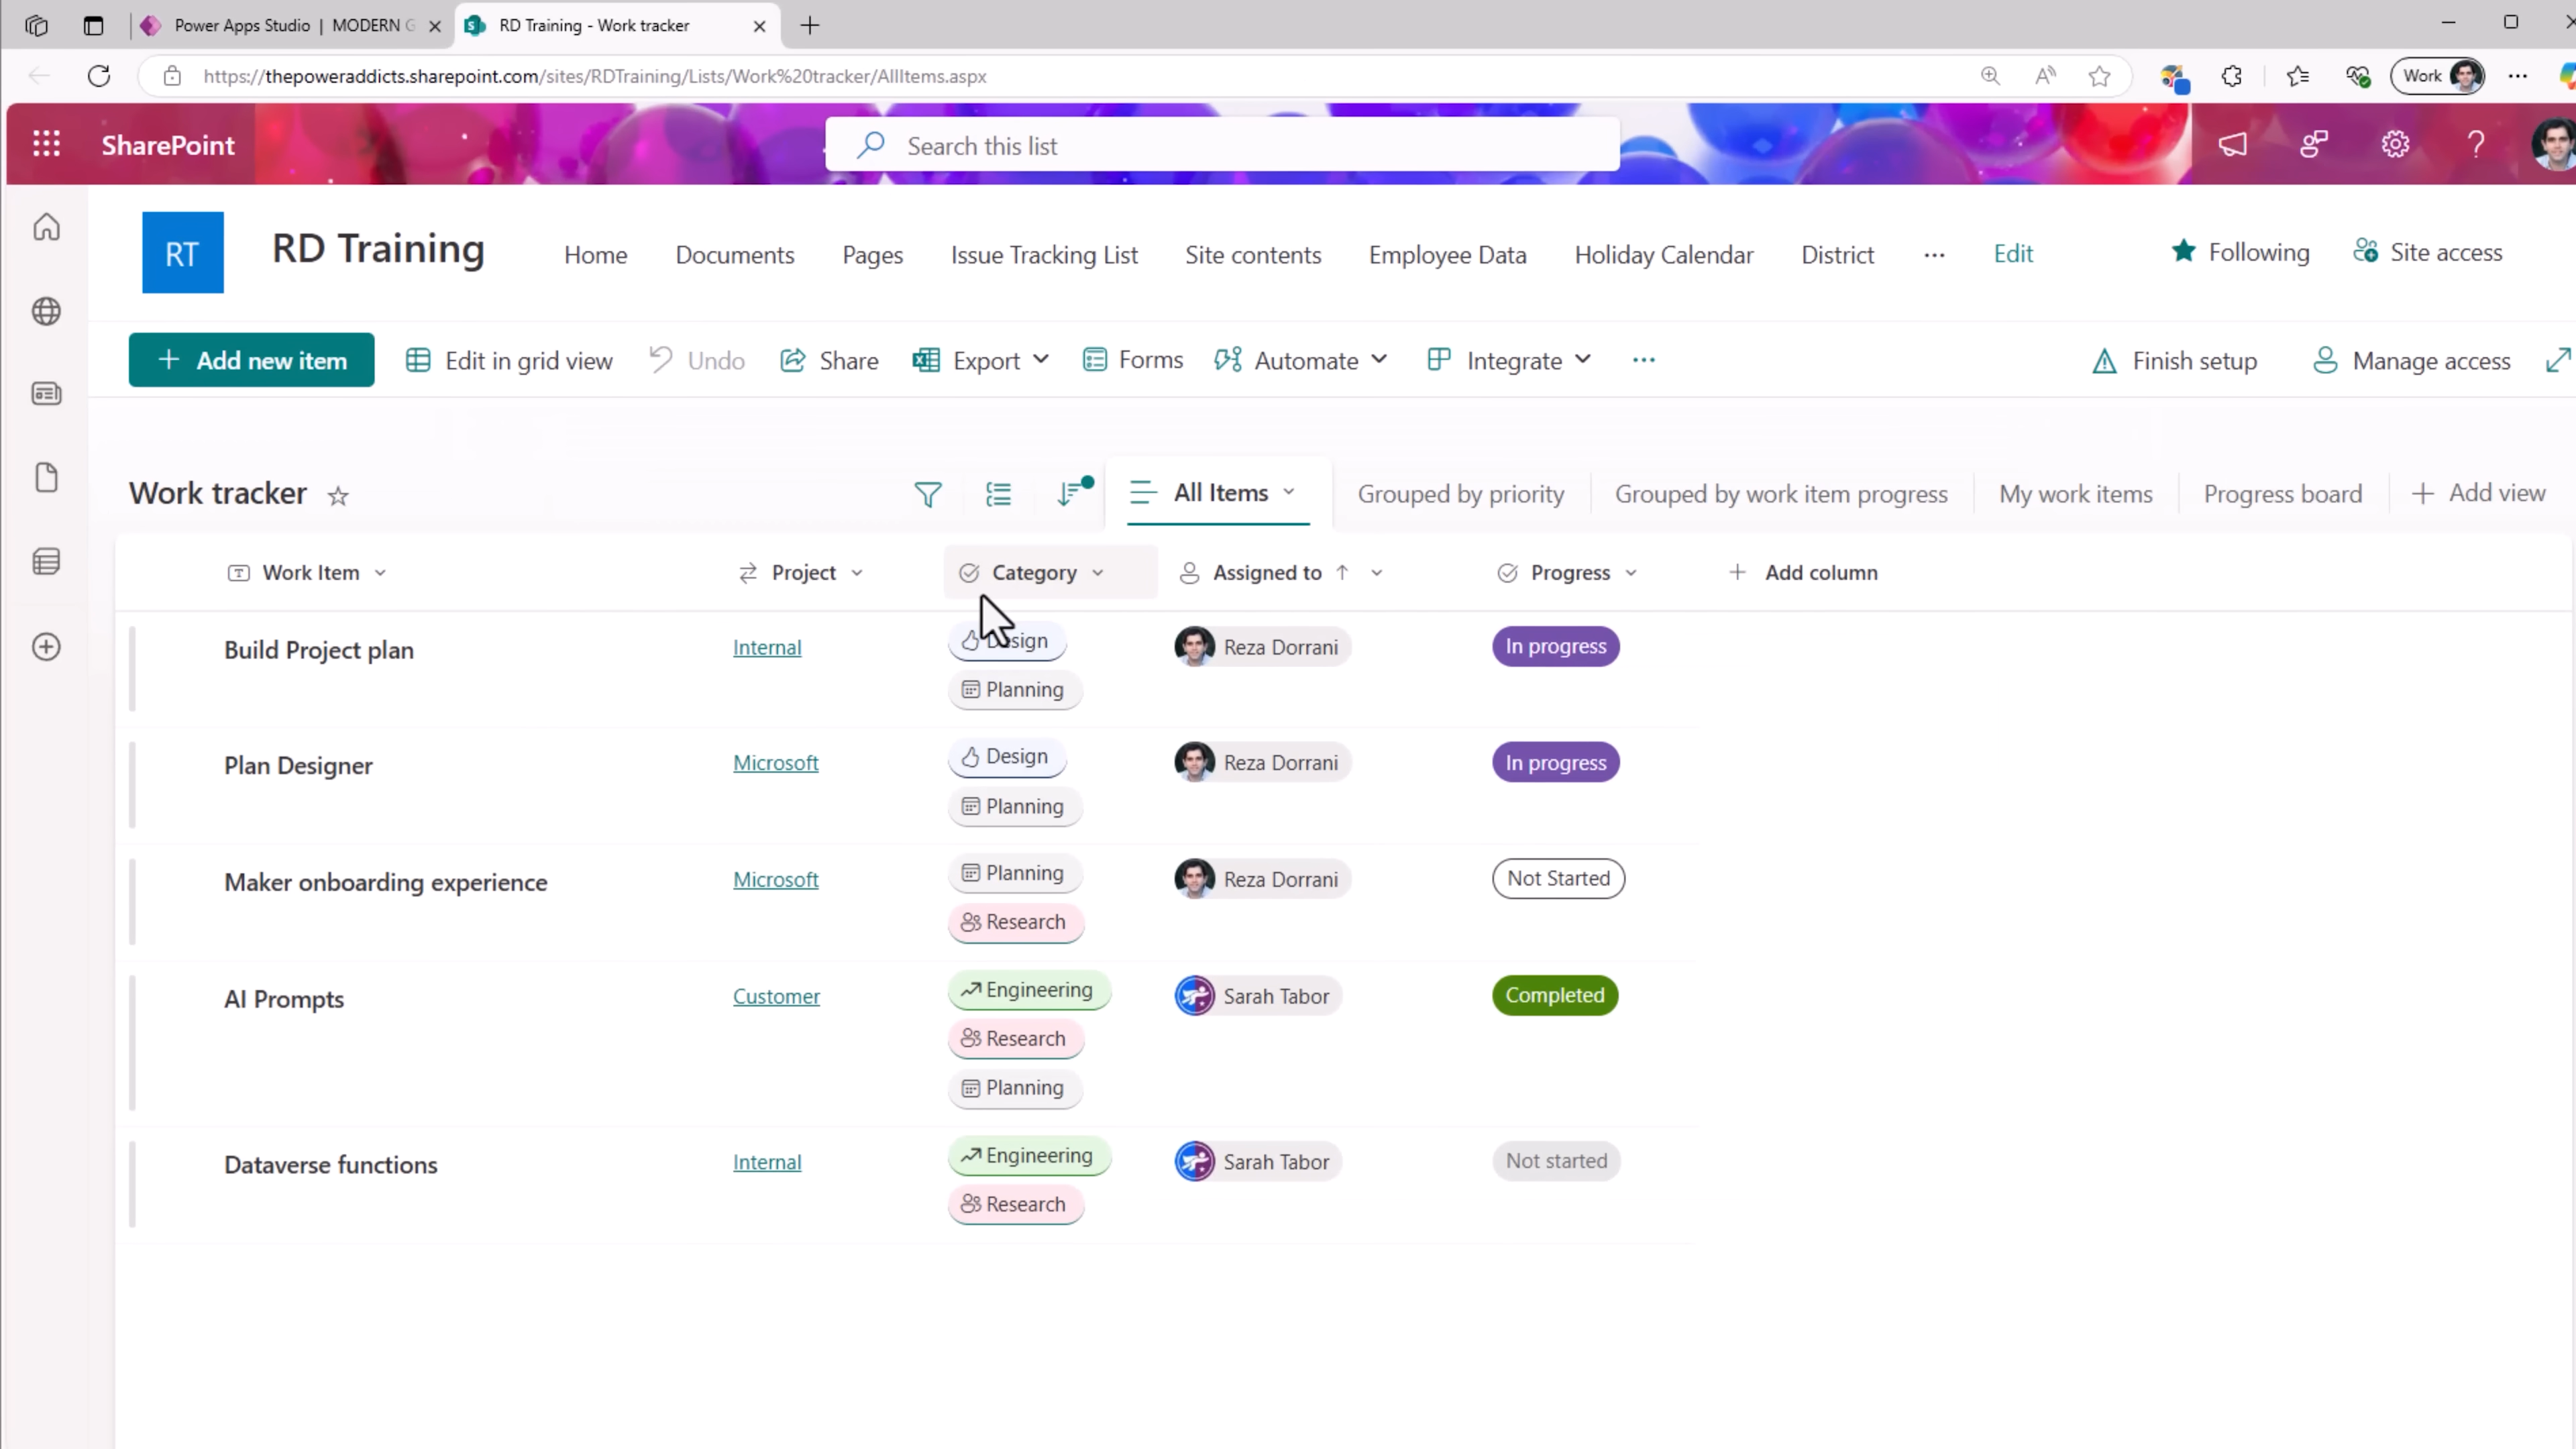 Power Apps Studio | MODERN G
RD Training - Work tracker
https://thepoweraddicts.sharepoint.com/sites/RDTraining/Lists/Work%20tracker/AllItems.aspx
Work
SharePoint
Search this list
RT
RD Training
Home Documents Pages Issue Tracking List Site contents Employee Data Holiday Calendar District ... Edit
Following Site access
Add new item Edit in grid view Undo Share Export Forms Automate Integrate ... Finish setup Manage access
Work tracker
All Items Grouped by priority Grouped by work item progress My work items Progress board + Add view
Work Item Project Category Assigned to Progress + Add column
Build Project plan Internal Design Reza Dorrani In progress
Planning
Plan Designer Microsoft Design Reza Dorrani In progress
Planning
Maker onboarding experience Microsoft Planning Reza Dorrani Not Started
Research
AI Prompts Customer Engineering Sarah Tabor Completed
Research
Planning
Dataverse functions Internal Engineering Sarah Tabor Not started
Research